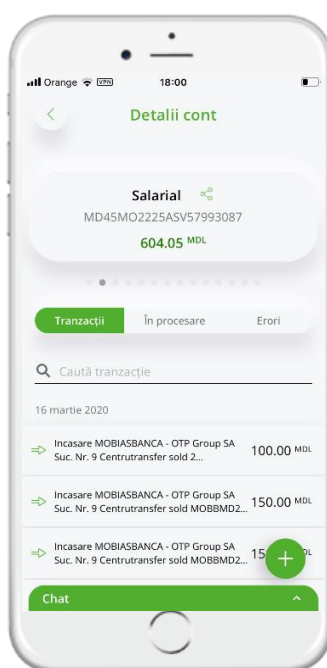 Orange VPN 18:00
Detalii cont
Salarial
MD45MO2225ASV57993087
604.05 MDL
Tranzacții În procesare Erori
Caută tranzacție
16 martie 2020
Incasare MOBIASBANCA - OTP Group SA
Suc. Nr. 9 Centrutransfer sold 2... 100.00 MDL
Incasare MOBIASBANCA - OTP Group SA
Suc. Nr. 9 Centrutransfer sold MOBBMD2... 150.00 MDL
Incasare MOBIASBANCA - OTP Group SA
Suc. Nr. 9 Centrutransfer sold MOBBMD2...
Chat